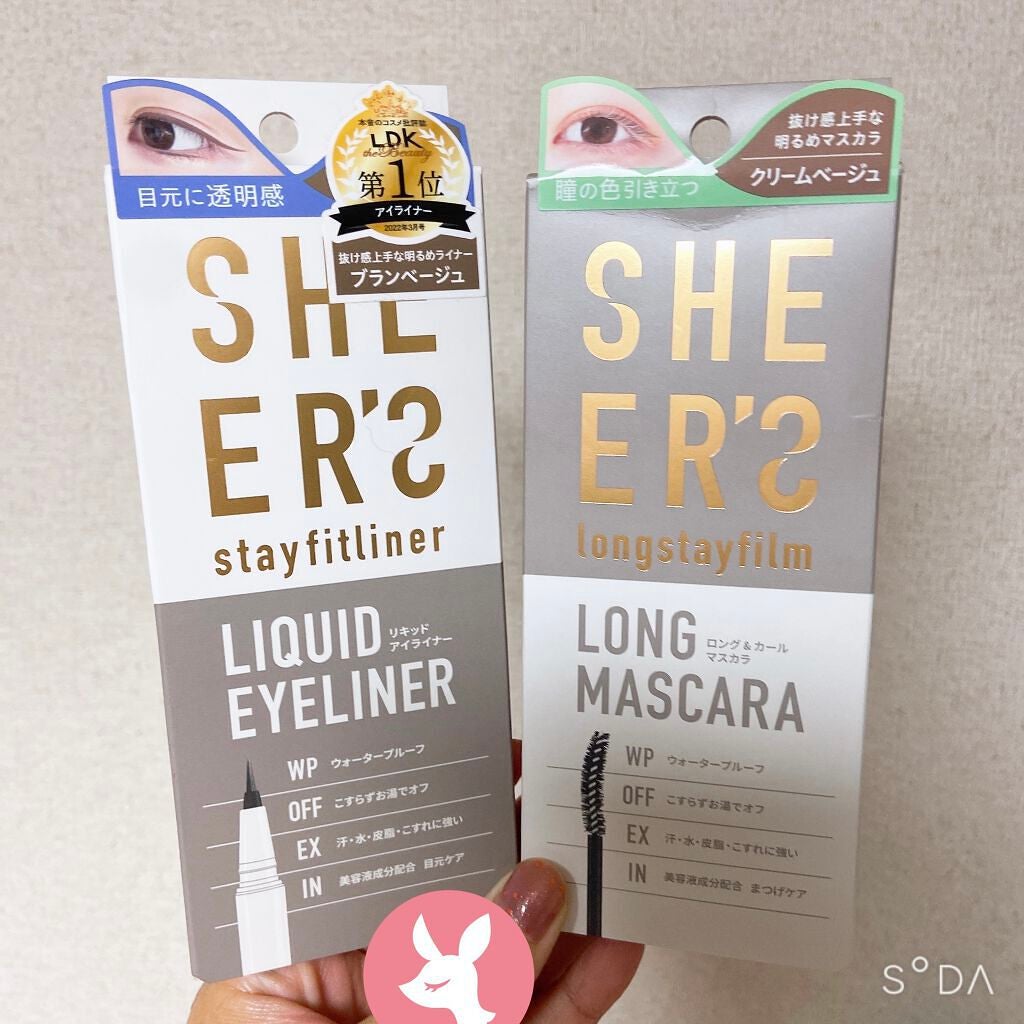 目元に透明感
本音のコスメ批評誌
LDK
the Beauty
第1位
アイライナー
2022年3月号
抜け感上手な明るめライナー
ブランベージュ
SHE
ER'S
stayfitliner
LIQUID
EYELINER
リキッド
アイライナー
WP ウォータープルーフ
OFF こすらずお湯でオフ
EX 汗・水・皮脂・こすれに強い
IN 美容液成分配合 目元ケア
瞳の色引き立つ
抜け感上手な
明るめマスカラ
クリームベージュ
SHE
ER'S
longstayfilm
LONG
MASCARA
ロング&カール
マスカラ
WP ウォータープルーフ
OFF こすらずお湯でオフ
EX 汗・水・皮脂・こすれに強い
IN 美容液成分配合 まつげケア
SODA